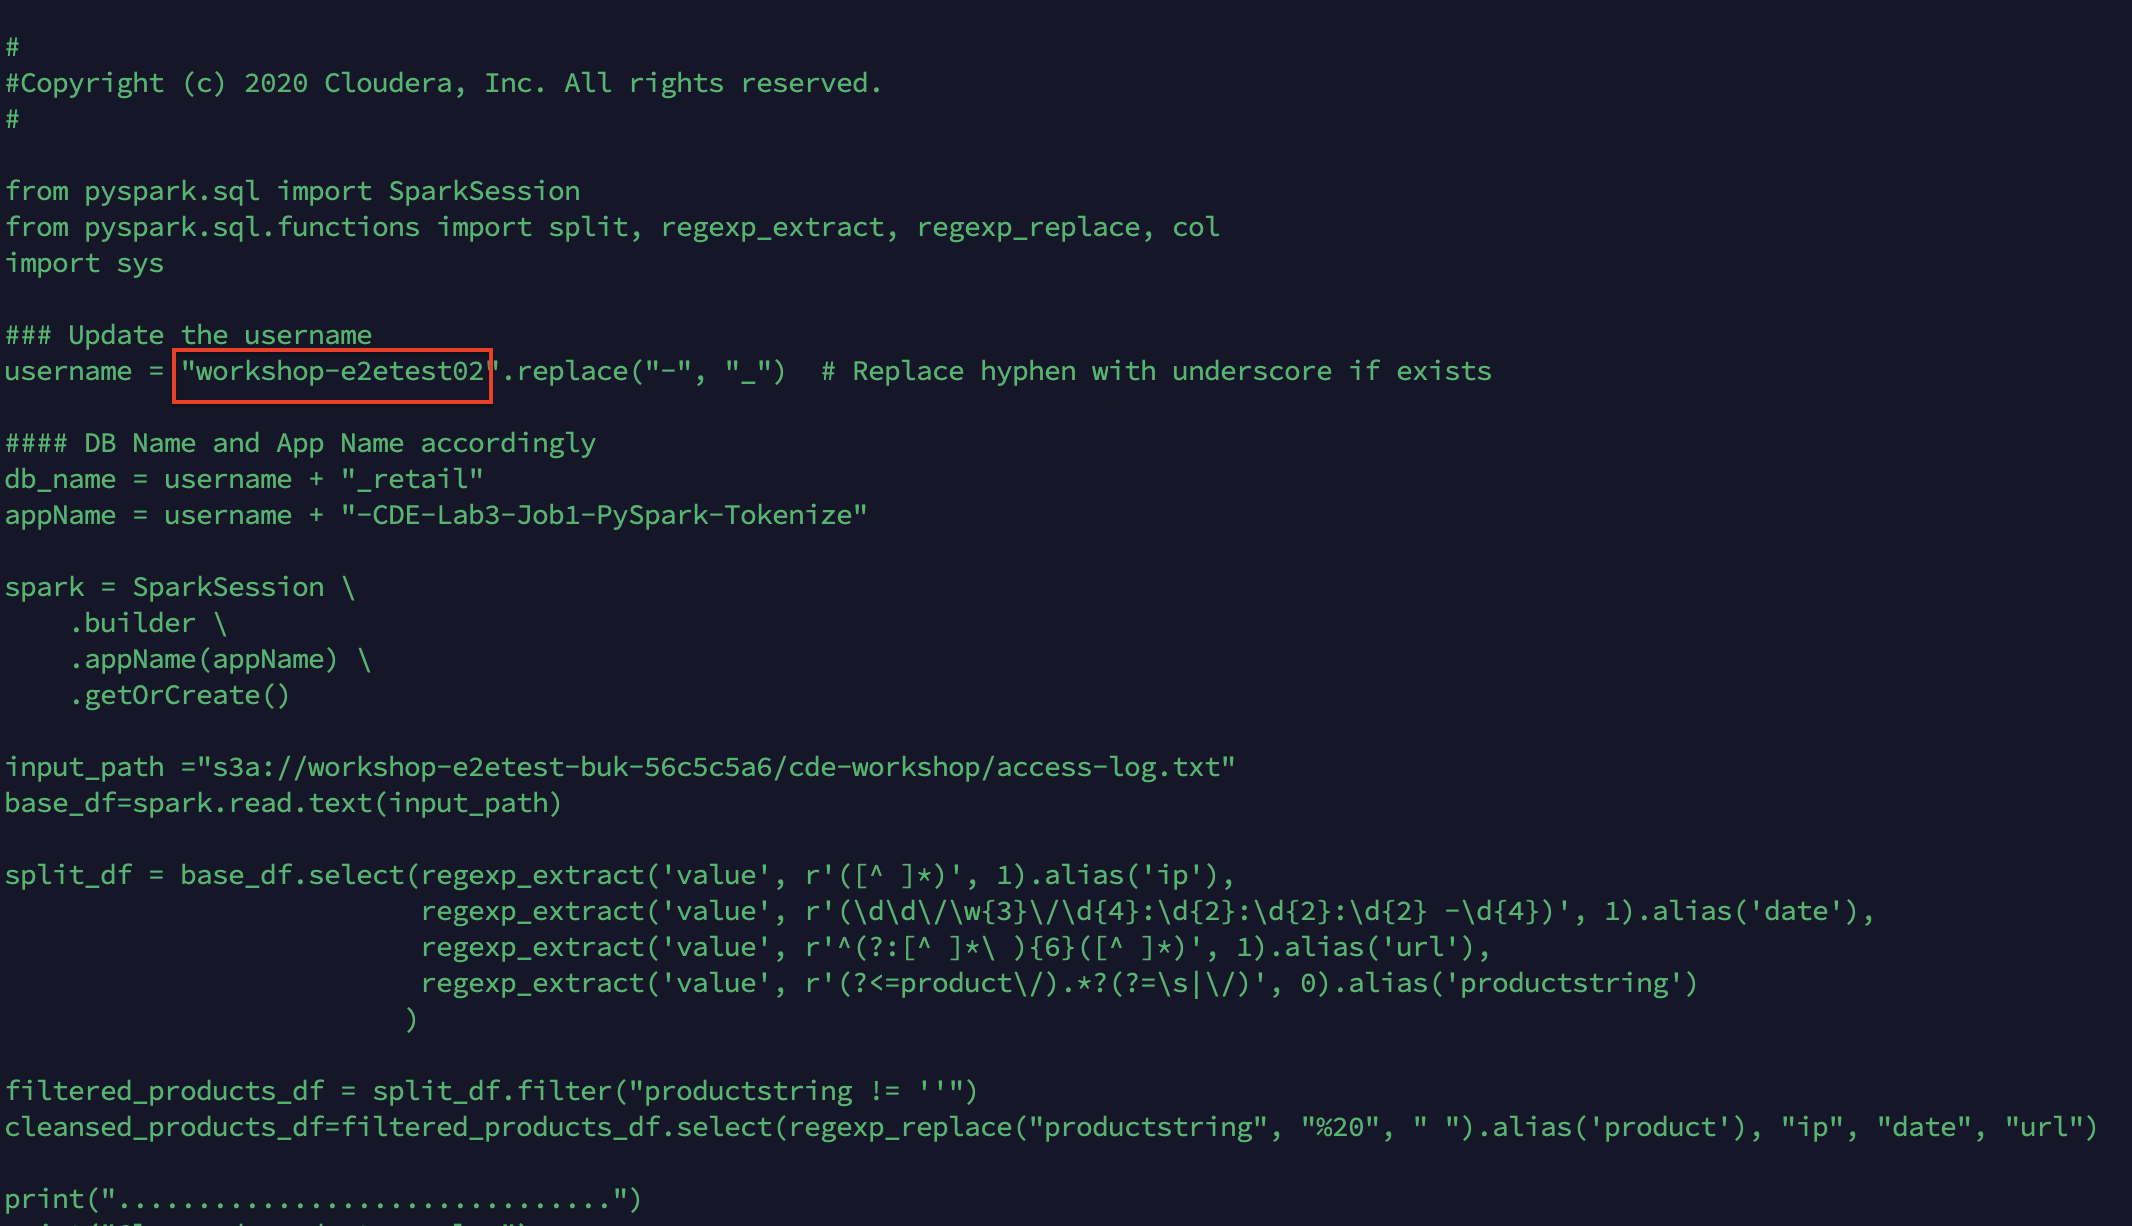 #
#Copyright (c) 2020 Cloudera, Inc. All rights reserved.
#
from pyspark.sql import SparkSession
from pyspark.sql.functions import split, regexp_extract, regexp_replace, col
import sys
### Update the username
username = "workshop-e2etest02".replace("-", "_")  # Replace hyphen with underscore if exists
#### DB Name and App Name accordingly
db_name = username + "_retail"
appName = username + "-CDE-Lab3-Job1-PySpark-Tokenize"
spark = SparkSession \
    .builder \
    .appName(appName) \
    .getOrCreate()
input_path ="s3a://workshop-e2etest-buk-56c5c5a6/cde-workshop/access-log.txt"
base_df=spark.read.text(input_path)
split_df = base_df.select(regexp_extract('value', r'([^ ]*)', 1).alias('ip'),
                          regexp_extract('value', r'(\d\d\/\w{3}\/\d{4}:\d{2}:\d{2}:\d{2} -\d{4})', 1).alias('date'),
                          regexp_extract('value', r'^(?:[^ ]*\ ){6}([^ ]*)', 1).alias('url'),
                          regexp_extract('value', r'(?<=product\/).*?(?=\s|\/)', 0).alias('productstring')
                         )
filtered_products_df = split_df.filter("productstring != ''")
cleansed_products_df=filtered_products_df.select(regexp_replace("productstring", "%20", " ").alias('product'), "ip", "date", "url")
print("...............................")